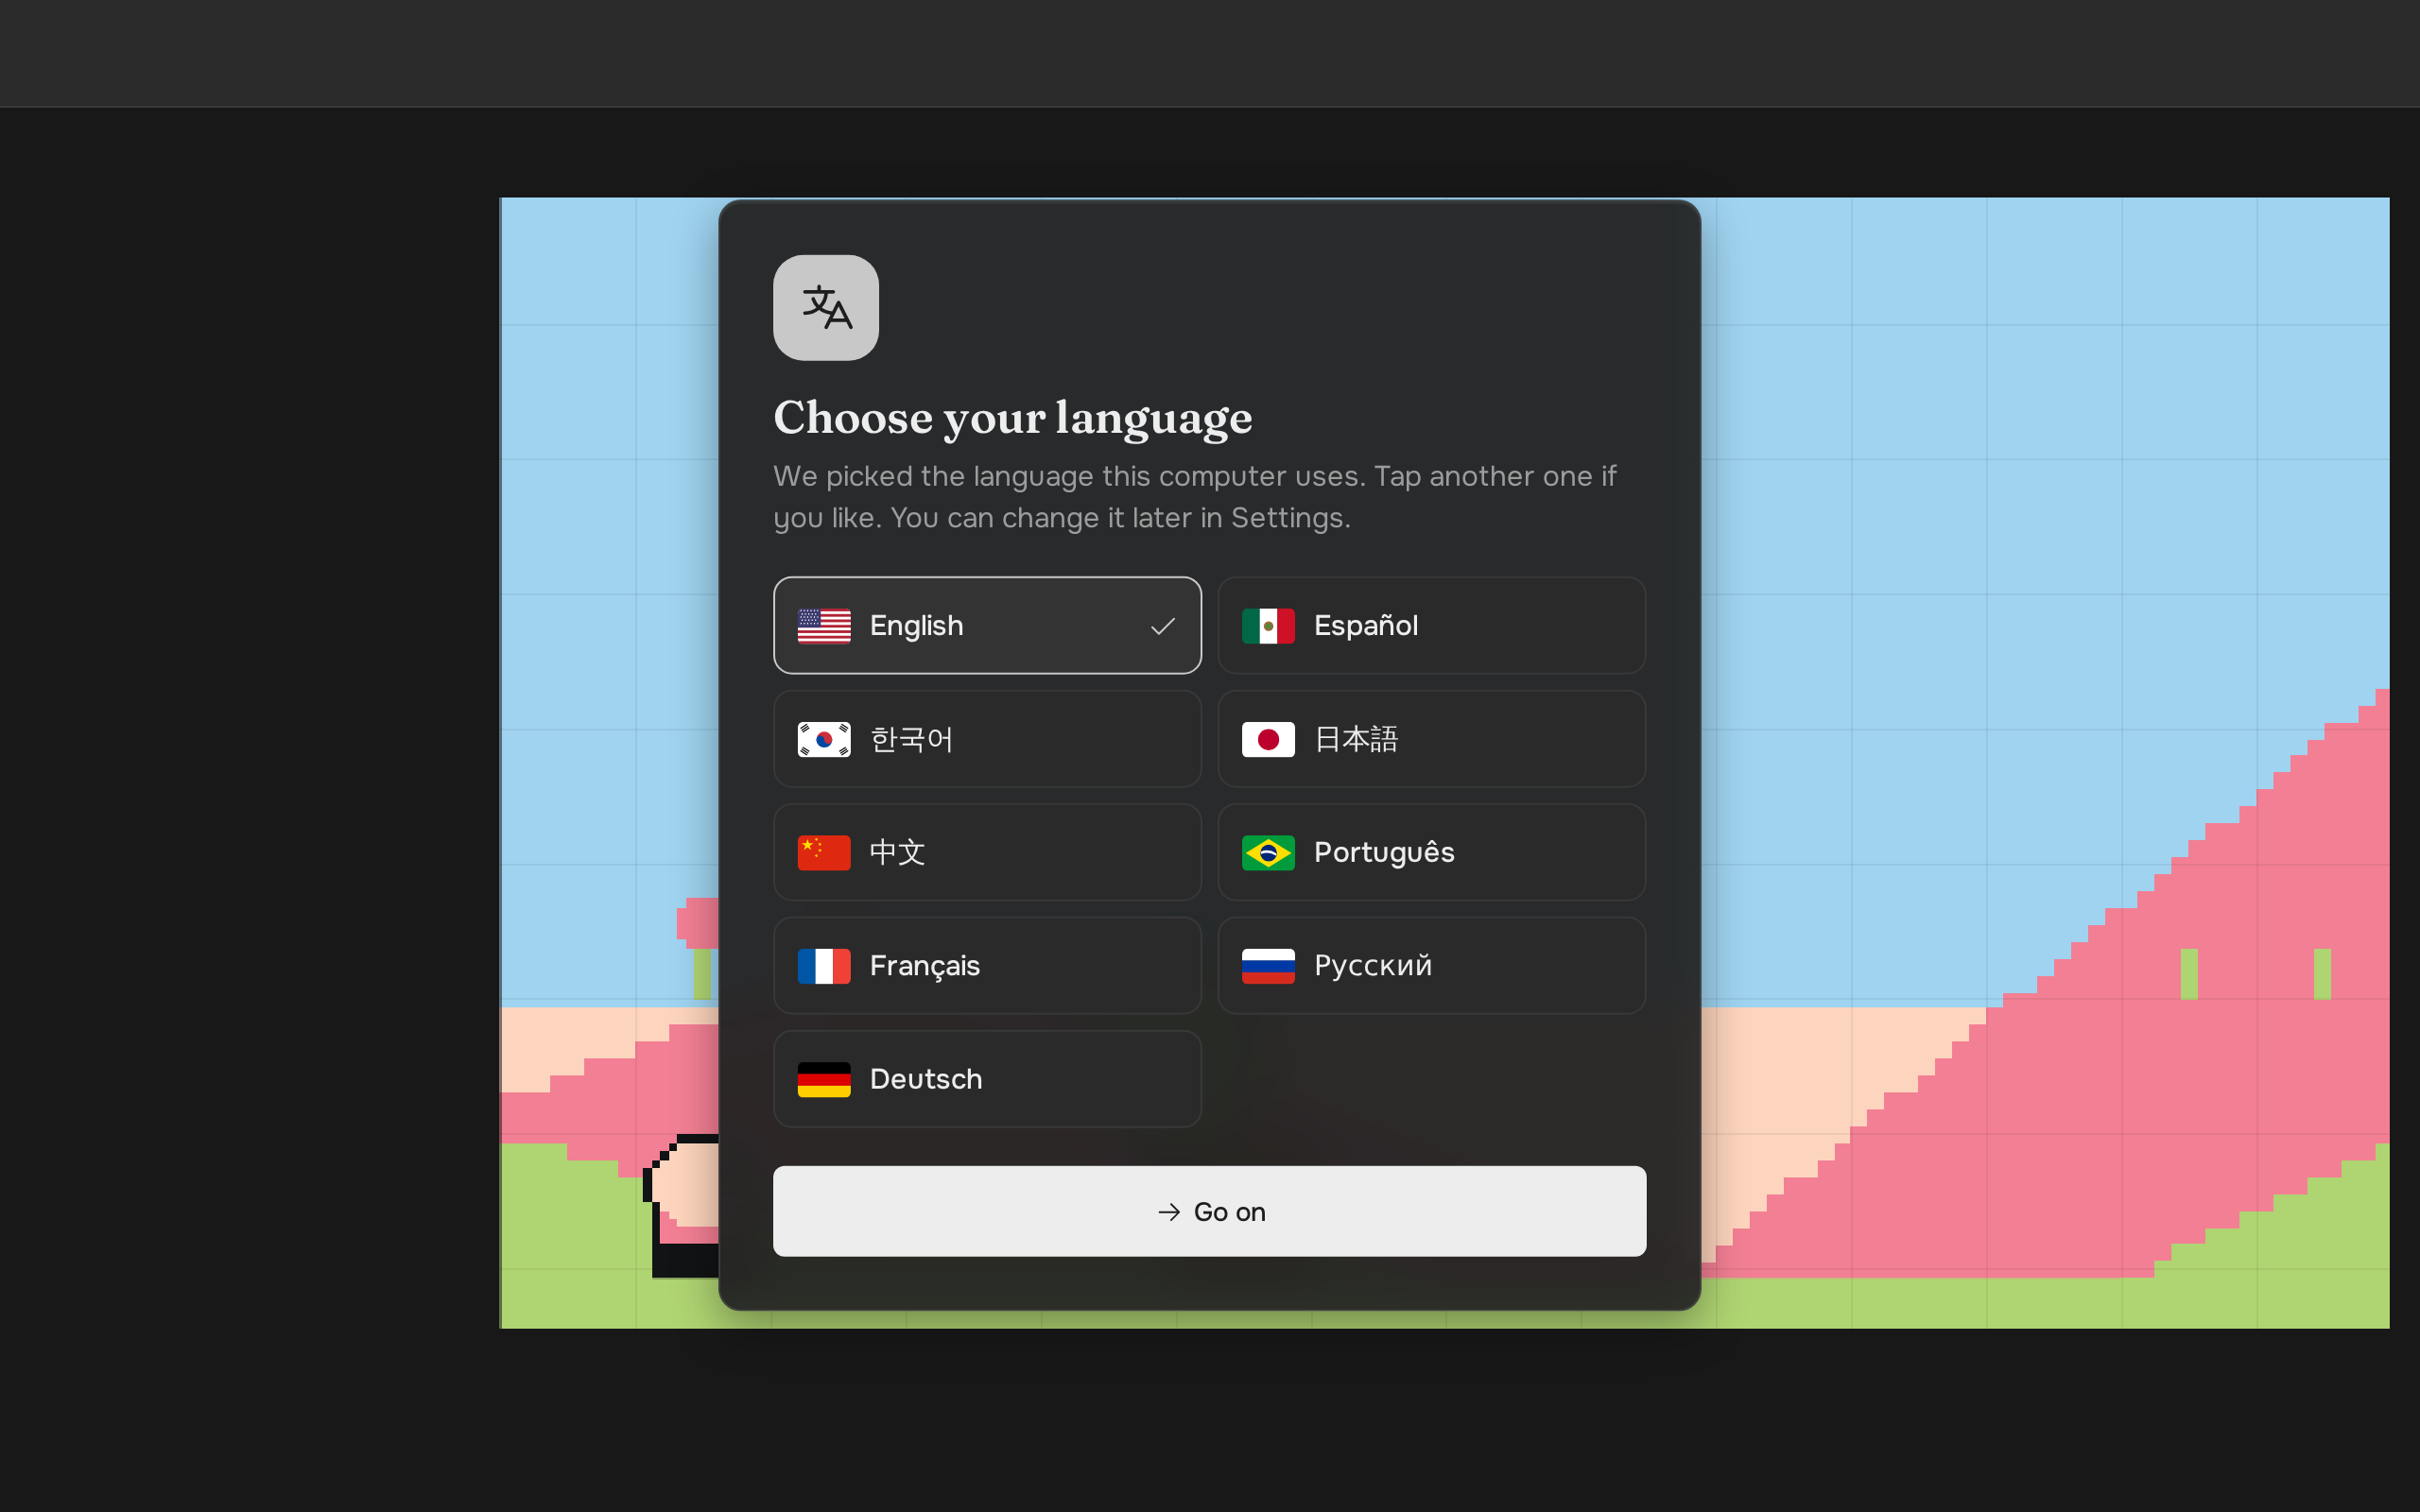 文A
Choose your language
We picked the language this computer uses. Tap another one if
you like. You can change it later in Settings.
English
Español
한국어
日本語
中文
Português
Français
Русский
Deutsch
→ Go on